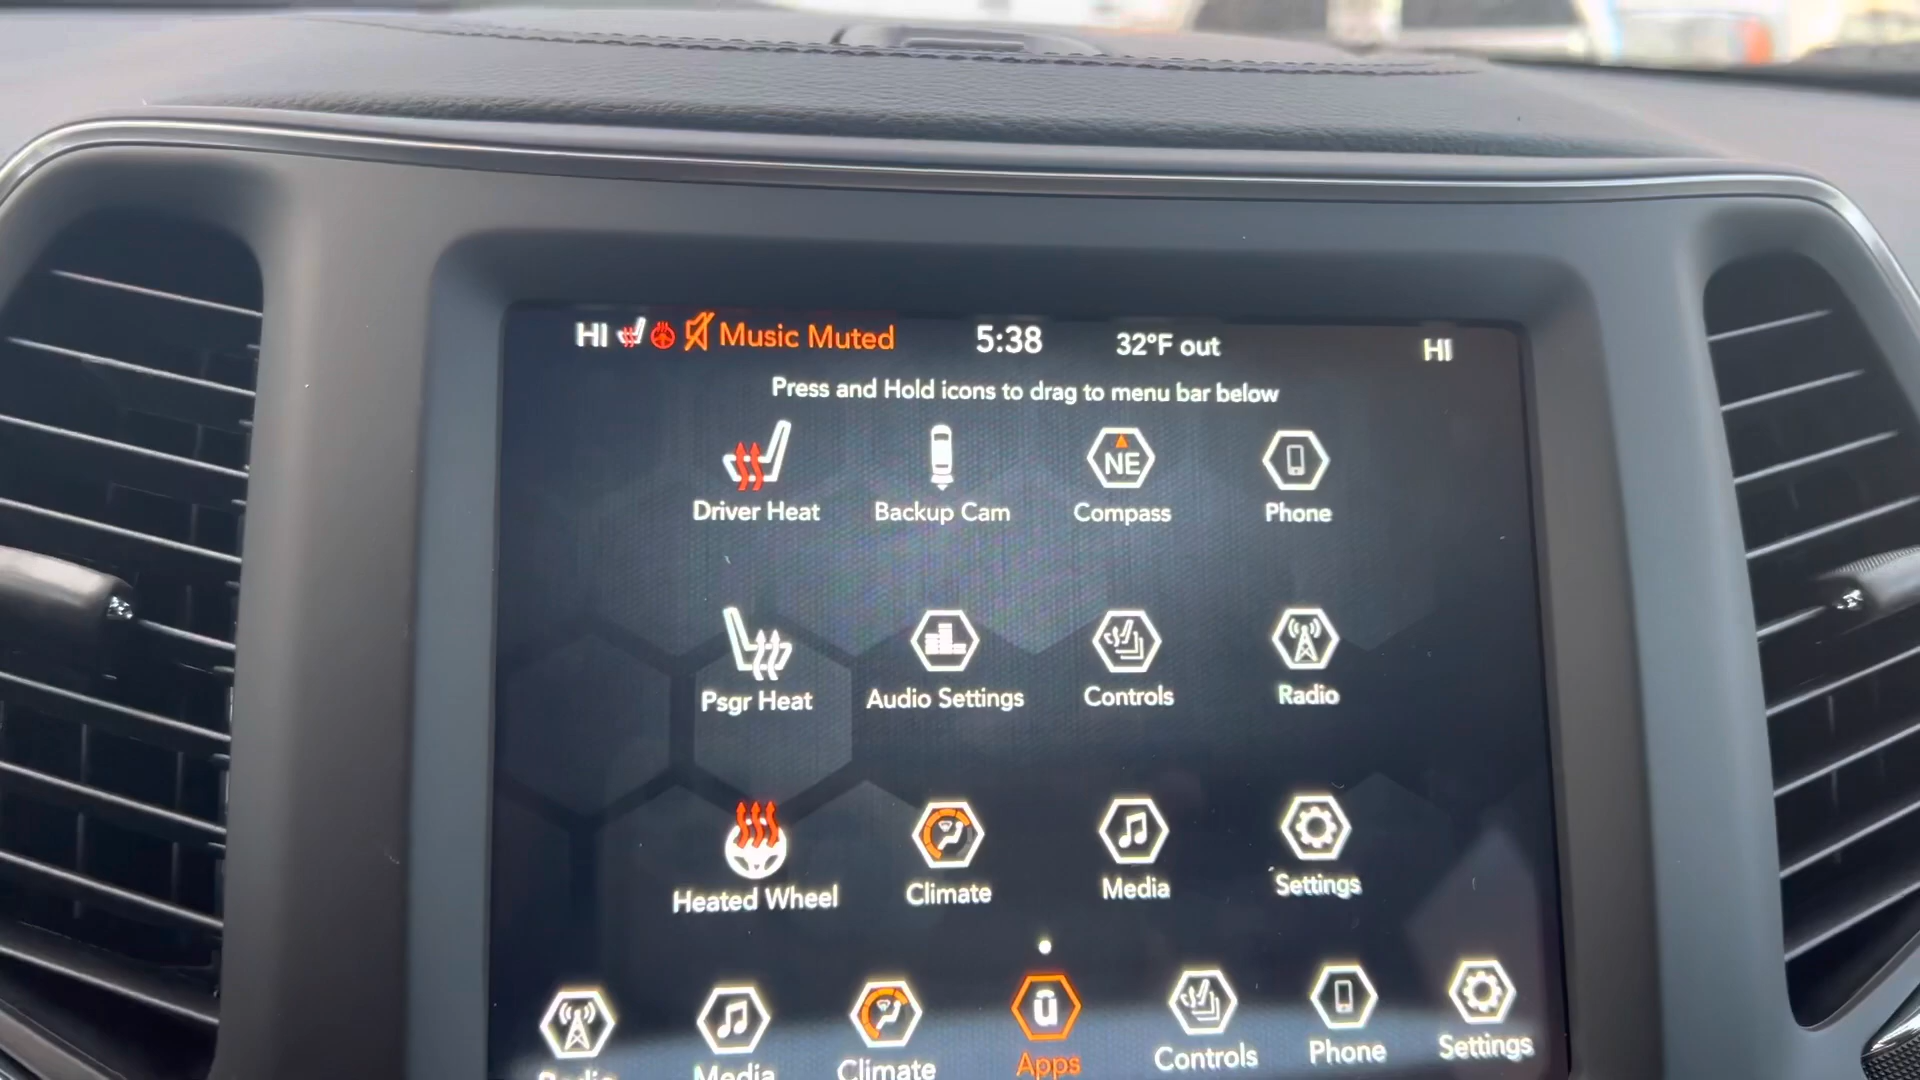 HI Music Muted 5:38 32°F out HI
Press and Hold icons to drag to menu bar below
Driver Heat Backup Cam NE Compass Phone
Psgr Heat Audio Settings Controls Radio
Heated Wheel Climate Media Settings
Radio Media Climate ū Apps Controls Phone Settings